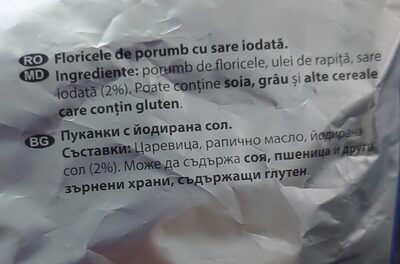 RO Floricele de porumb cu sare iodată.
MD Ingrediente: porumb de floricele, ulei de rapiță, sare
iodată (2%). Poate conține soia, grâu și alte cereale
care conțin gluten.
BG Пуканки с йодирана сол.
Съставки: Царевица, рапично масло, йодирана
сол (2%). Може да съдържа соя, пшеница и други
зърнени храни, съдържащи глутен.